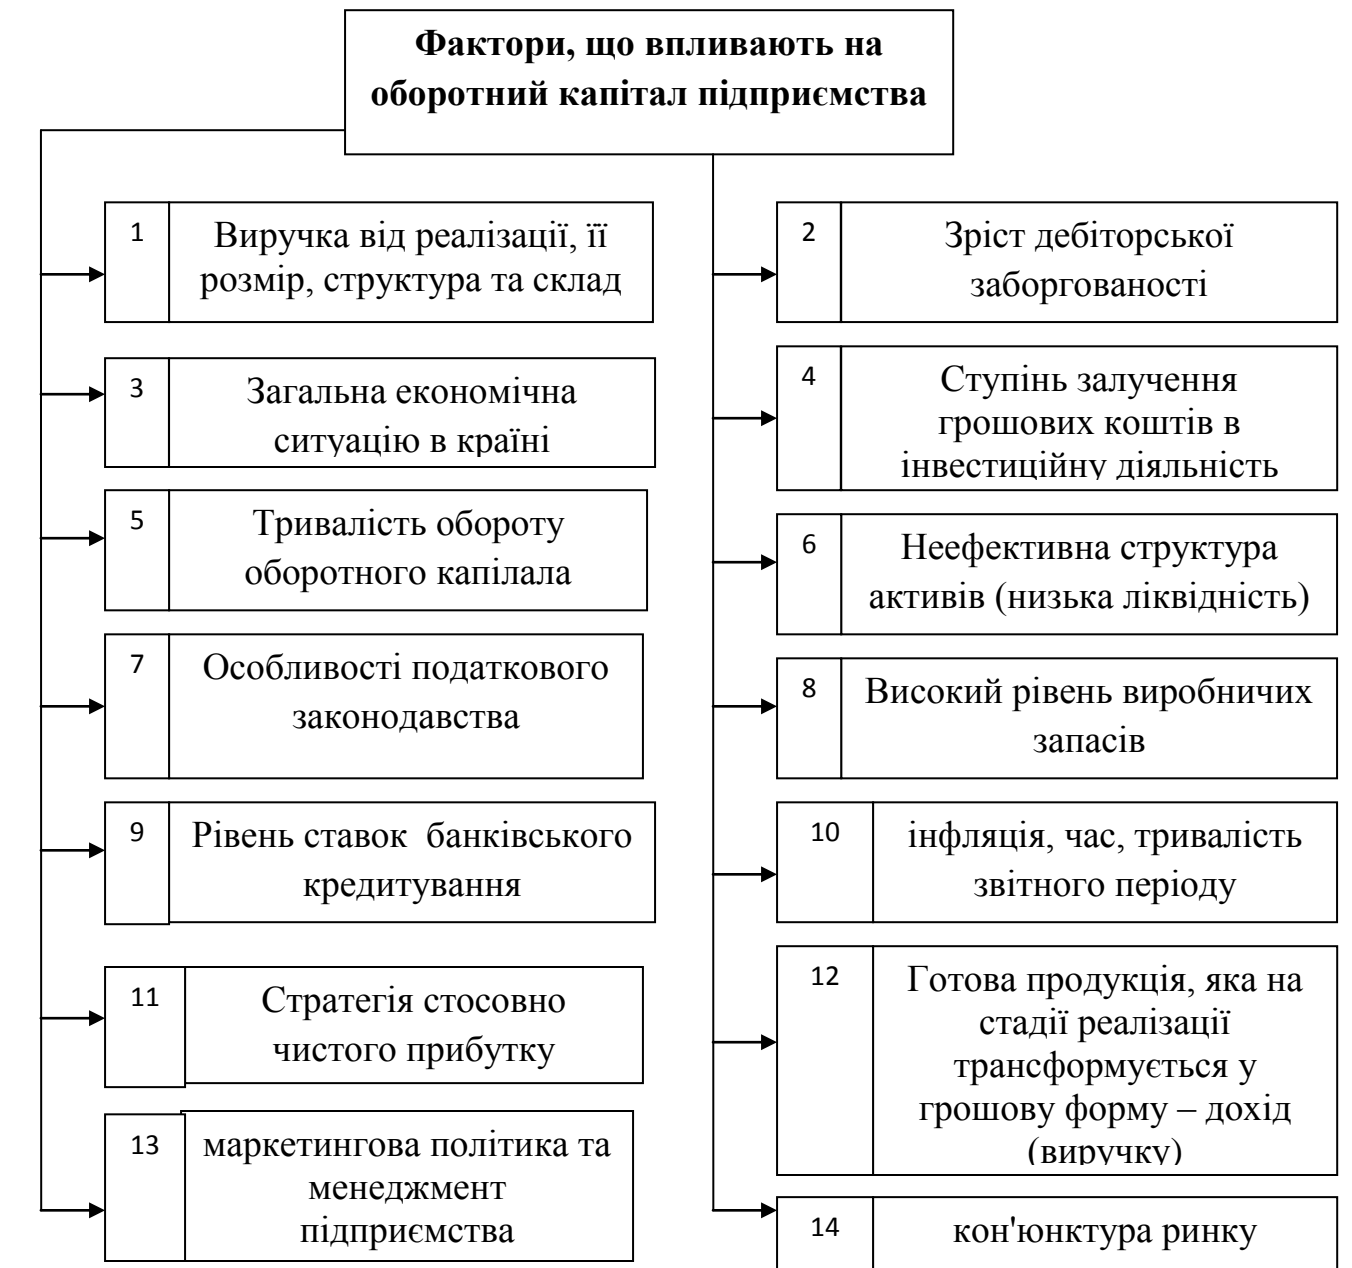 Фактори, що впливають на
оборотний капітал підприємства
1
Виручка від реалізації, її
розмір, структура та склад
2
Зріст дебіторської
заборгованості
3
Загальна економічна
ситуацію в країні
4
Ступінь залучення
грошових коштів в
інвестиційну діяльність
5
Тривалість обороту
оборотного капілала
6
Неефективна структура
активів (низька ліквідність)
7
Особливості податкового
законодавства
8
Високий рівень виробничих
запасів
9
Рівень ставок банківського
кредитування
10
інфляція, час, тривалість
звітного періоду
11
Стратегія стосовно
чистого прибутку
12
Готова продукція, яка на
стадії реалізації
трансформується у
грошову форму – дохід
(виручку)
13
маркетингова політика та
менеджмент
підприємства
14
кон'юнктура ринку